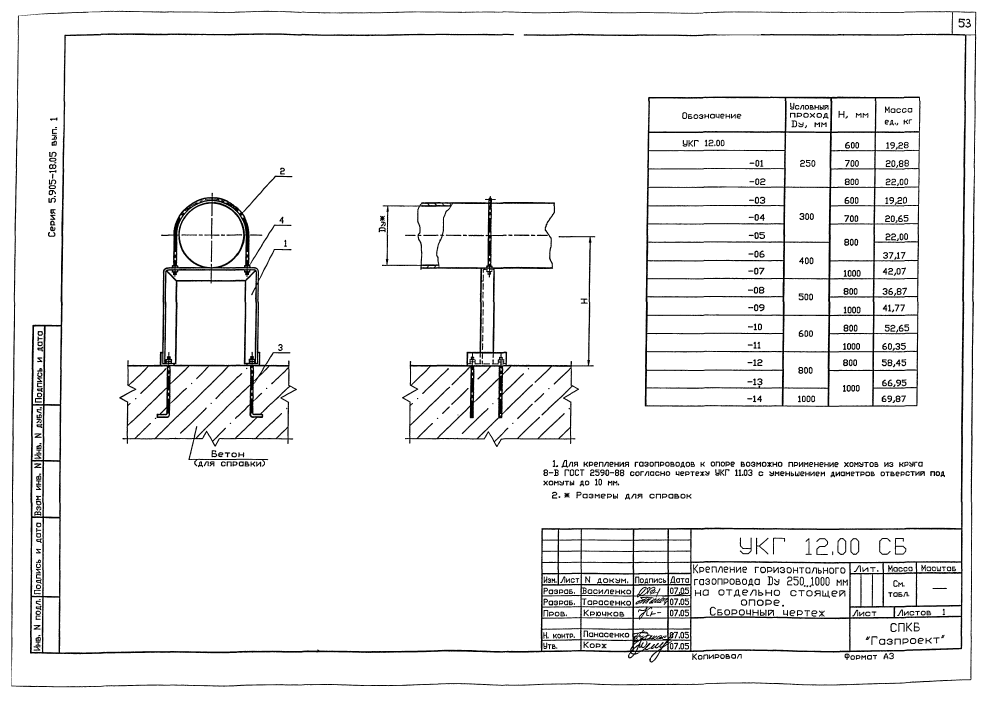 53
Серия 5.905-18.05 вып. 1
Обозначение
Условный
проход
Dу, мм
Н, мм
Масса
ед., кг
УКГ 12.00
250
600
19,28
-01
700
20,88
-02
800
22,00
-03
300
600
19,20
-04
700
20,65
-05
800
22,00
-06
400
37,17
-07
1000
42,07
-08
500
800
36,87
-09
1000
41,77
-10
600
800
52,65
-11
1000
60,35
-12
800
800
58,45
-13
1000
66,95
-14
1000
69,87
2
4
1
3
Dу*
Н
Бетон
(для справки)
1. Для крепления газопроводов к опоре возможно применение хомутов из круга
8-В ГОСТ 2590-88 согласно чертежу УКГ 11.03 с уменьшением диаметров отверстий под
хомуты до 10 мм.
2. * Размеры для справок
Инв. N подл.
Подпись и дата
Взам инв. N
Инв. N дубл.
Подпись и дата
УКГ 12.00 СБ
Изм. Лист N докум. Подпись Дата
Разраб. Василенко 07.05
Разраб. Тарасенко 07.05
Пров. Крючков 07.05
Н. контр. Панасенко 07.05
Утв. Корх 07.05
Крепление горизонтального
газопровода Dу 250...1000 мм
на отдельно стоящей
опоре.
Сборочный чертех
Лит. Масса Масштаб
См.
табл.
—
Лист Листов 1
СПКБ
"Газпроект"
Копировал
Формат А3